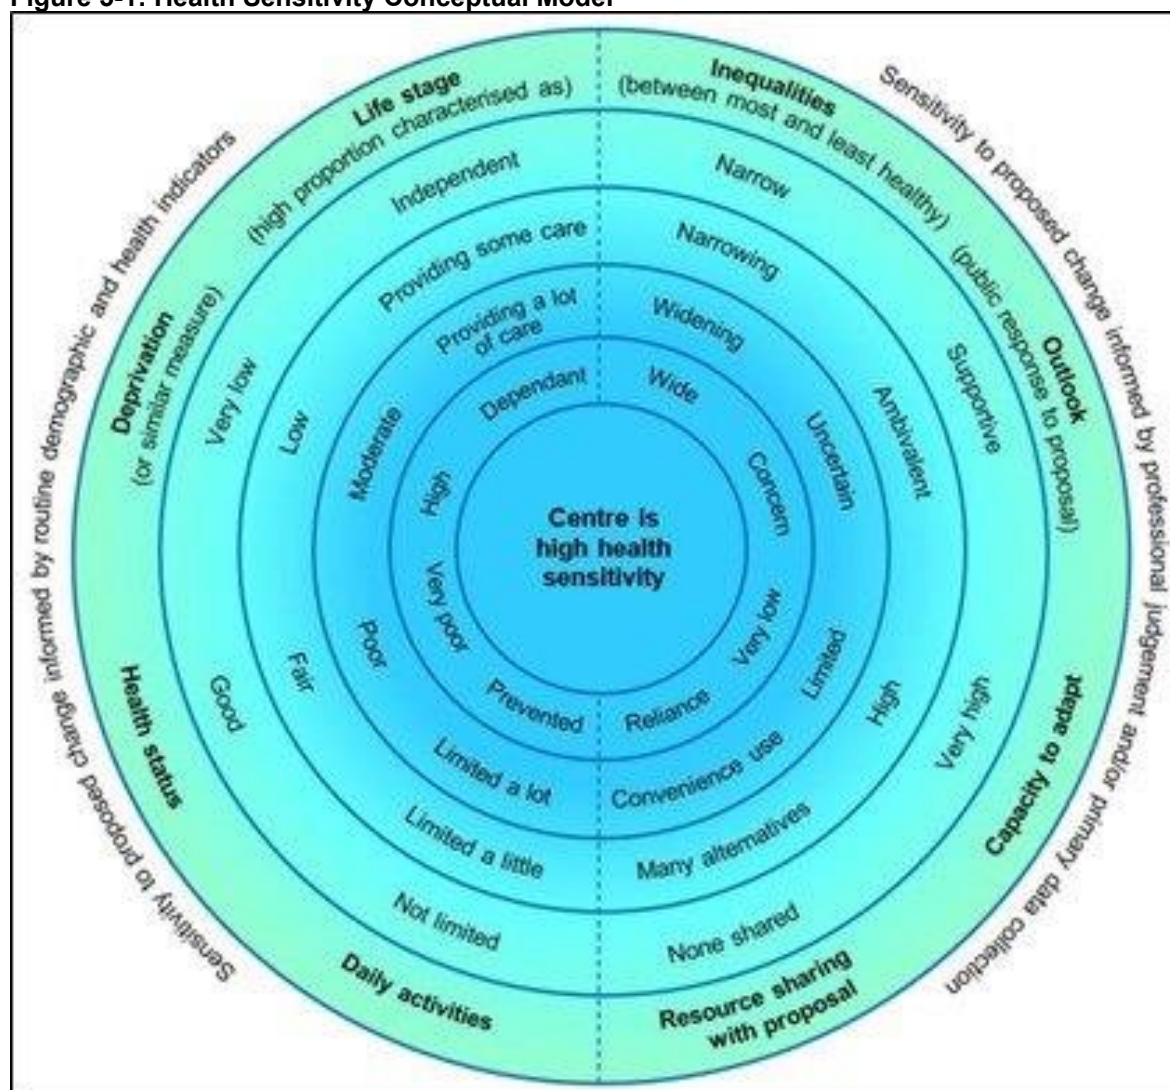 Figure 5-1: Health Sensitivity Conceptual Model
Sensitivity to proposed change informed by routine demographic and health indicators
Sensitivity to proposed change informed by professional judgement and/or primary data collection
Life stage
(high proportion characterised as)
Independent
Providing some care
Providing a lot
of care
Dependant
Inequalities
(between most and least healthy)
Narrow
Narrowing
Widening
Wide
Deprivation
(or similar measure)
Very low
Low
Moderate
High
Outlook
(public response to proposal)
Supportive
Ambivalent
Uncertain
Concern
Centre is
high health
sensitivity
Health status
Good
Fair
Poor
Very poor
Capacity to adapt
Very high
High
Limited
Very low
Daily activities
Not limited
Limited a little
Limited a lot
Prevented
Resource sharing
with proposal
None shared
Many alternatives
Convenience use
Reliance